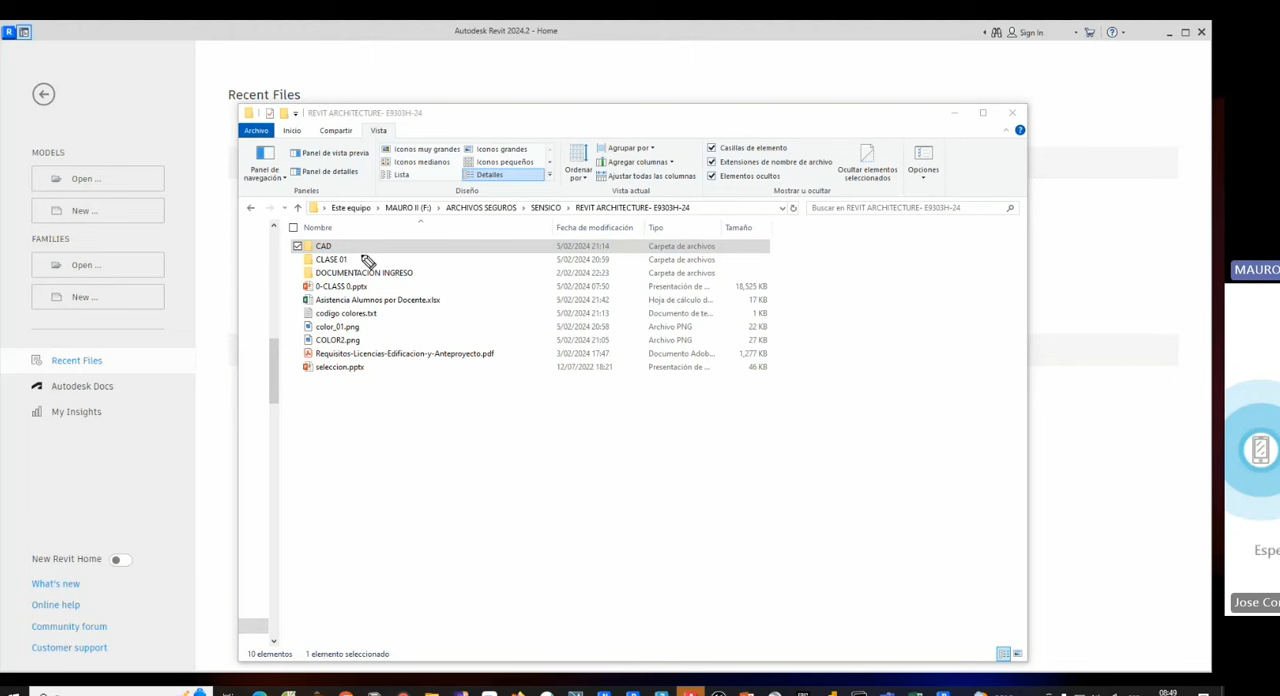 R
Autodesk Revit 2024.2 - Home
Sign In
?
MODELS
Open ...
New ...
FAMILIES
Open ...
New ...
Recent Files
Autodesk Docs
My Insights
New Revit Home
What's new
Online help
Community forum
Customer support
Recent Files
REVIT ARCHITECTURE- E9303H-24
Archivo Inicio Compartir Vista
Panel de navegación
Panel de vista previa
Panel de detalles
Paneles
Iconos muy grandes Iconos grandes
Iconos medianos Iconos pequeños
Lista Detalles
Diseño
Ordenar por
Agrupar por
Agregar columnas
Ajustar todas las columnas
Vista actual
Casillas de elemento
Extensiones de nombre de archivo
Elementos ocultos
Ocultar elementos seleccionados
Mostrar u ocultar
Opciones
Este equipo MAURO II (F:) ARCHIVOS SEGUROS SENSICO REVIT ARCHITECTURE- E9303H-24
Buscar en REVIT ARCHITECTURE- E9303H-24
Nombre Fecha de modificación Tipo Tamaño
CAD 5/02/2024 21:14 Carpeta de archivos
CLASE 01 5/02/2024 20:59 Carpeta de archivos
DOCUMENTACION INGRESO 2/02/2024 22:23 Carpeta de archivos
0-CLASS 0.pptx 5/02/2024 07:50 Presentación de ... 18,525 KB
Asistencia Alumnos por Docente.xlsx 5/02/2024 21:42 Hoja de cálculo d... 17 KB
codigo colores.txt 5/02/2024 21:13 Documento de te... 1 KB
color_01.png 5/02/2024 20:58 Archivo PNG 22 KB
COLOR2.png 5/02/2024 21:05 Archivo PNG 27 KB
Requisitos-Licencias-Edificacion-y-Anteproyecto.pdf 3/02/2024 17:47 Documento Adob... 1,277 KB
seleccion.pptx 12/07/2022 18:21 Presentación de ... 46 KB
10 elementos 1 elemento seleccionado
MAURO
Espe
Jose Co
08:49